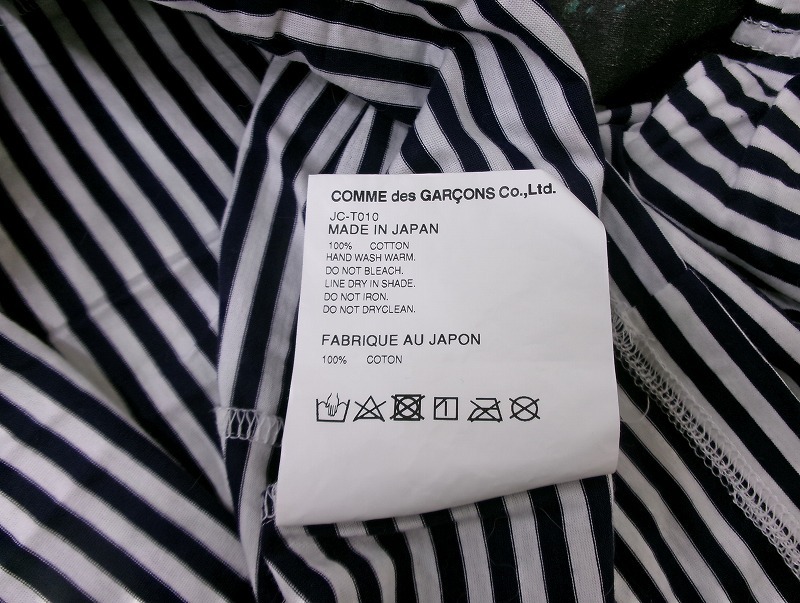 COMME des GARÇONS Co.,Ltd.
JC-T010
MADE IN JAPAN
100% COTTON
HAND WASH WARM.
DO NOT BLEACH.
LINE DRY IN SHADE.
DO NOT IRON.
DO NOT DRYCLEAN.
FABRIQUE AU JAPON
100% COTON